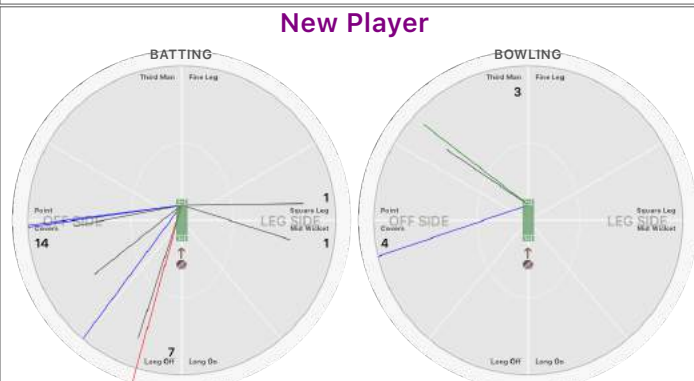 New Player
BATTING
Third Man Fine Leg
1
Point
OFF SIDE
LEG SIDE
Square Leg
Covers
Mid Wicket
14
1
7
Long Off Long On
BOWLING
Third Man Fine Leg
3
Point
OFF SIDE
LEG SIDE
Square Leg
Covers
Mid Wicket
4
Long Off Long On